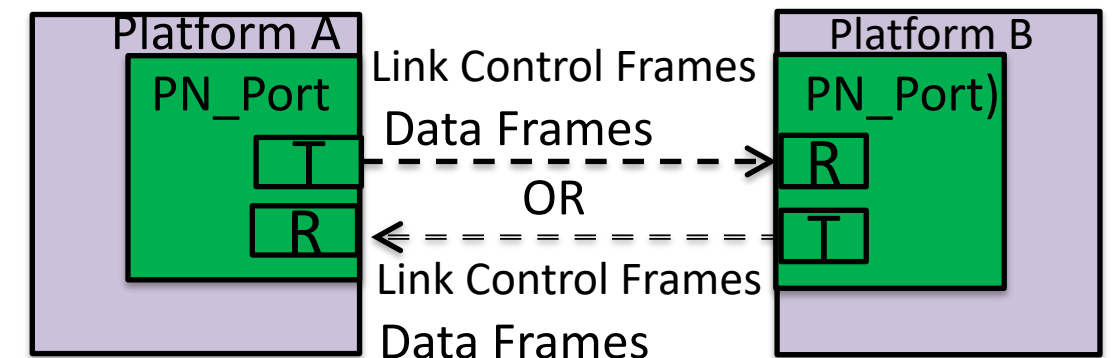 Platform A
Platform B
PN_Port
Link Control Frames
PN_Port)
Data Frames
T
R
OR
R
T
Link Control Frames
Data Frames